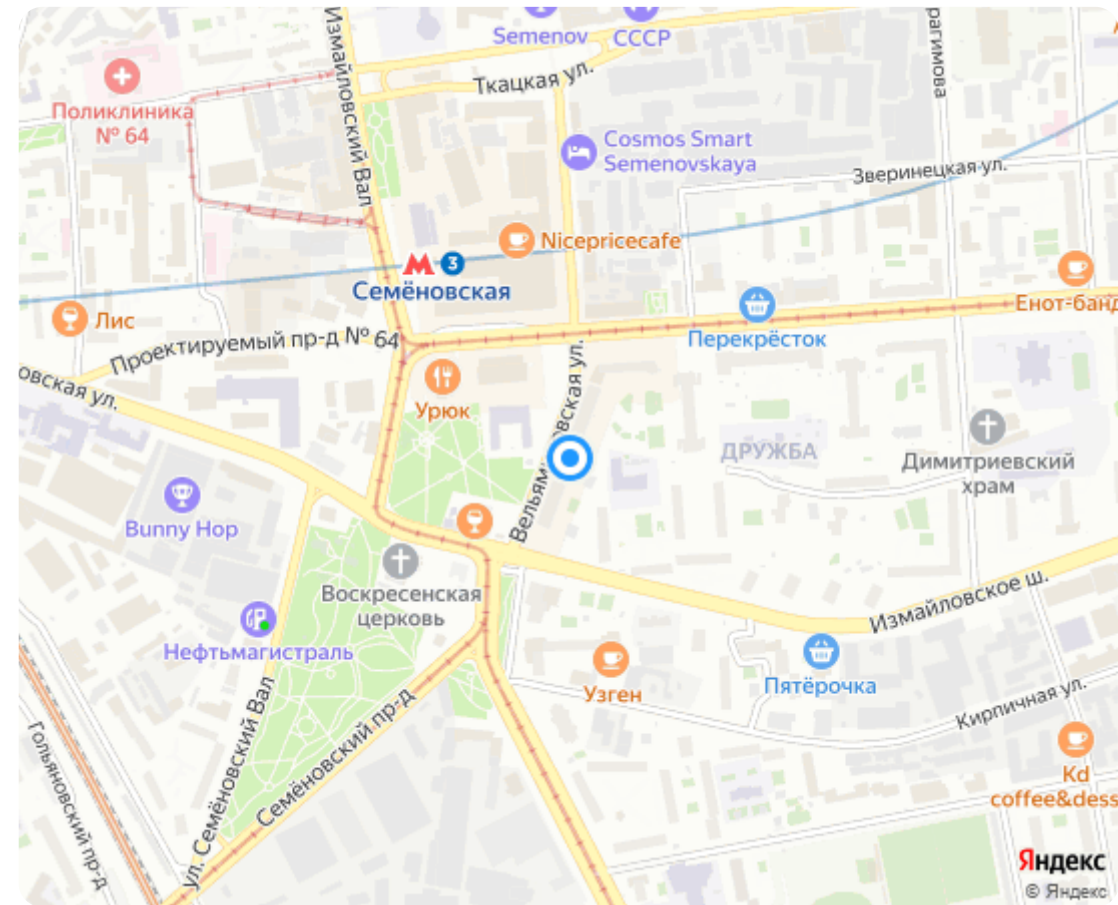 Измайловский Вал
Semenov
СССР
Ткацкая ул.
Поликлиника
№ 64
Cosmos Smart
Semenovskaya
Зверинецкая ул.
Nicepricecafe
3
Семёновская
Енот-банд
Лис
Проектируемый пр-д № 64
Перекрёсток
овская ул.
Урюк
ДРУЖБА
Димитриевский
храм
Bunny Hop
Воскресенская
церковь
Измайловское ш.
Нефтьмагистраль
Узген
Пятёрочка
Кирпичная ул.
Семёновский пр-д
ул. Семёновский Вал
Гольяновский пр-д
Kd
coffee&dess
Яндекс
© Яндекс